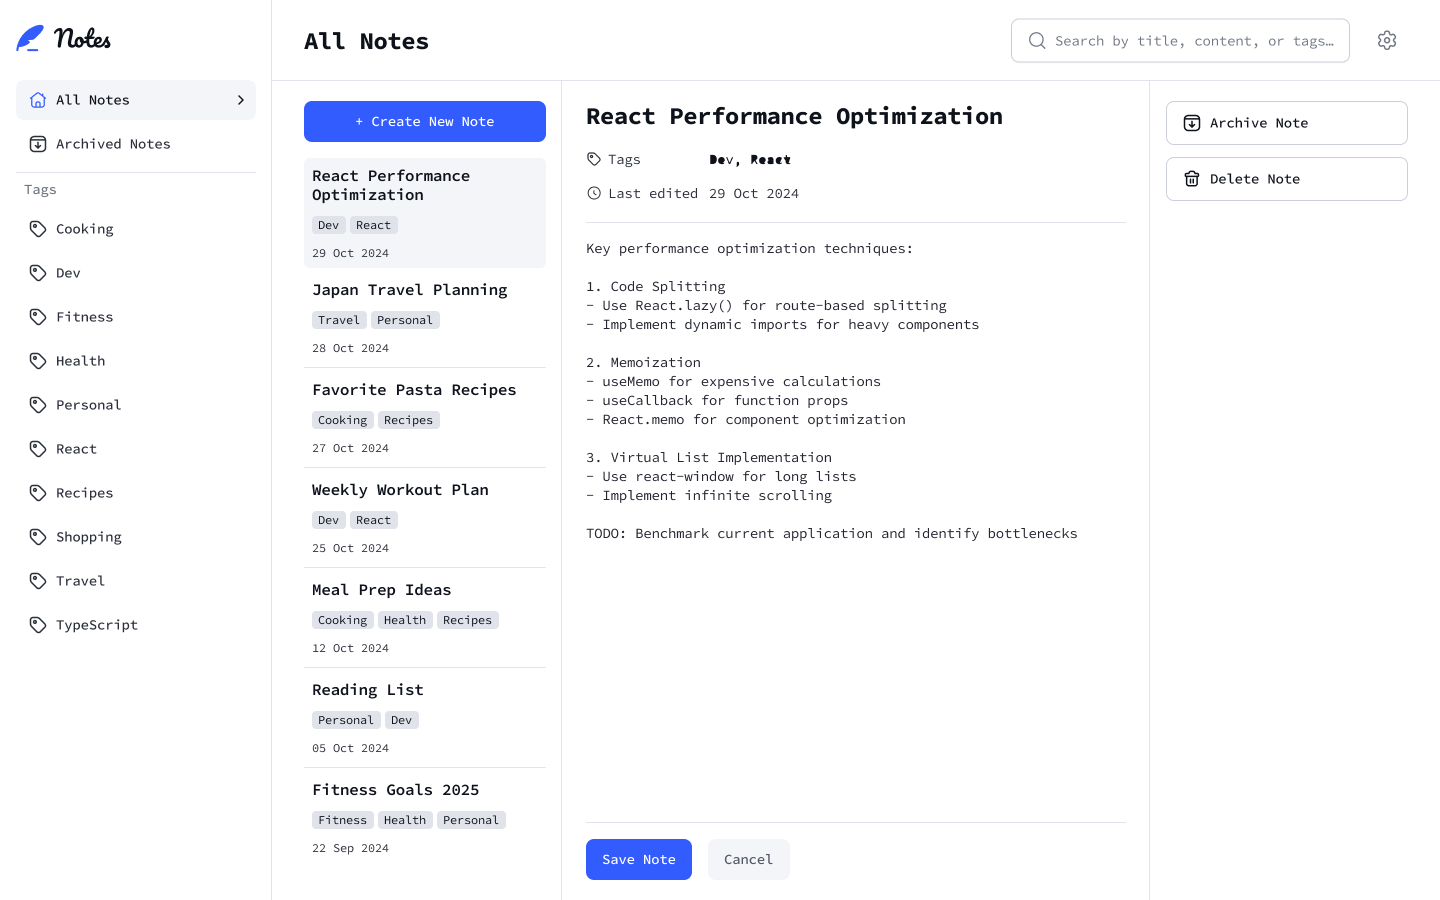 Notes
All Notes
Archived Notes
Tags
Cooking
Dev
Fitness
Health
Personal
React
Recipes
Shopping
Travel
TypeScript
All Notes
Search by title, content, or tags…
+ Create New Note
React Performance
Optimization
Dev React
29 Oct 2024
Japan Travel Planning
Travel Personal
28 Oct 2024
Favorite Pasta Recipes
Cooking Recipes
27 Oct 2024
Weekly Workout Plan
Dev React
25 Oct 2024
Meal Prep Ideas
Cooking Health Recipes
12 Oct 2024
Reading List
Personal Dev
05 Oct 2024
Fitness Goals 2025
Fitness Health Personal
22 Sep 2024
React Performance Optimization
Tags Dev, React
Last edited 29 Oct 2024
Key performance optimization techniques:
1. Code Splitting
- Use React.lazy() for route-based splitting
- Implement dynamic imports for heavy components
2. Memoization
- useMemo for expensive calculations
- useCallback for function props
- React.memo for component optimization
3. Virtual List Implementation
- Use react-window for long lists
- Implement infinite scrolling
TODO: Benchmark current application and identify bottlenecks
Save Note
Cancel
Archive Note
Delete Note